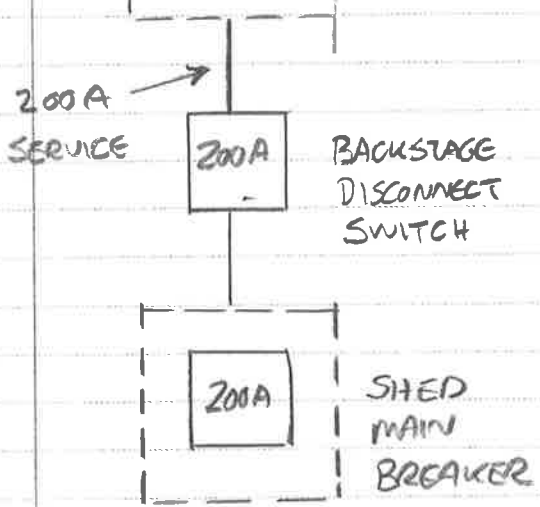 200A
SERVICE
200A
BACKSTAGE
DISCONNECT
SWITCH
200A
SHED
MAIN
BREAKER